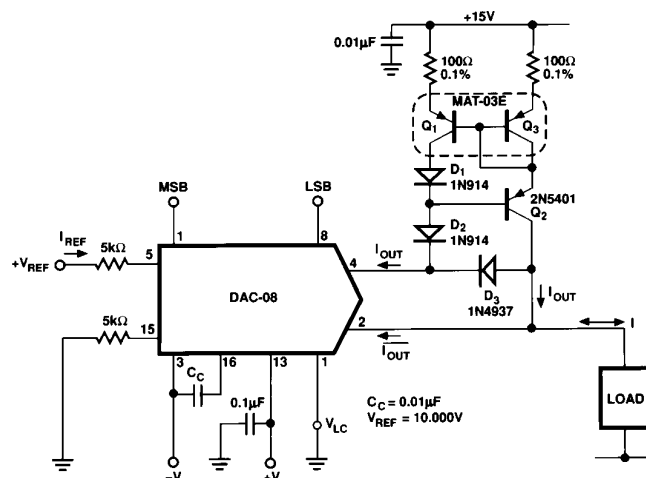 +15V
0.01µF
100Ω
0.1%
100Ω
0.1%
MAT-03E
Q1
Q3
D1
1N914
MSB
LSB
2N5401
Q2
D2
1N914
IREF
1
8
IOUT
5kΩ
5
4
+VREF
DAC-08
D3
1N4937
IOUT
5kΩ
15
2
I
IOUT
3
16
13
1
CC
0.1µF
CC = 0.01µF
VREF = 10.000V
LOAD
VLC
–V
+V